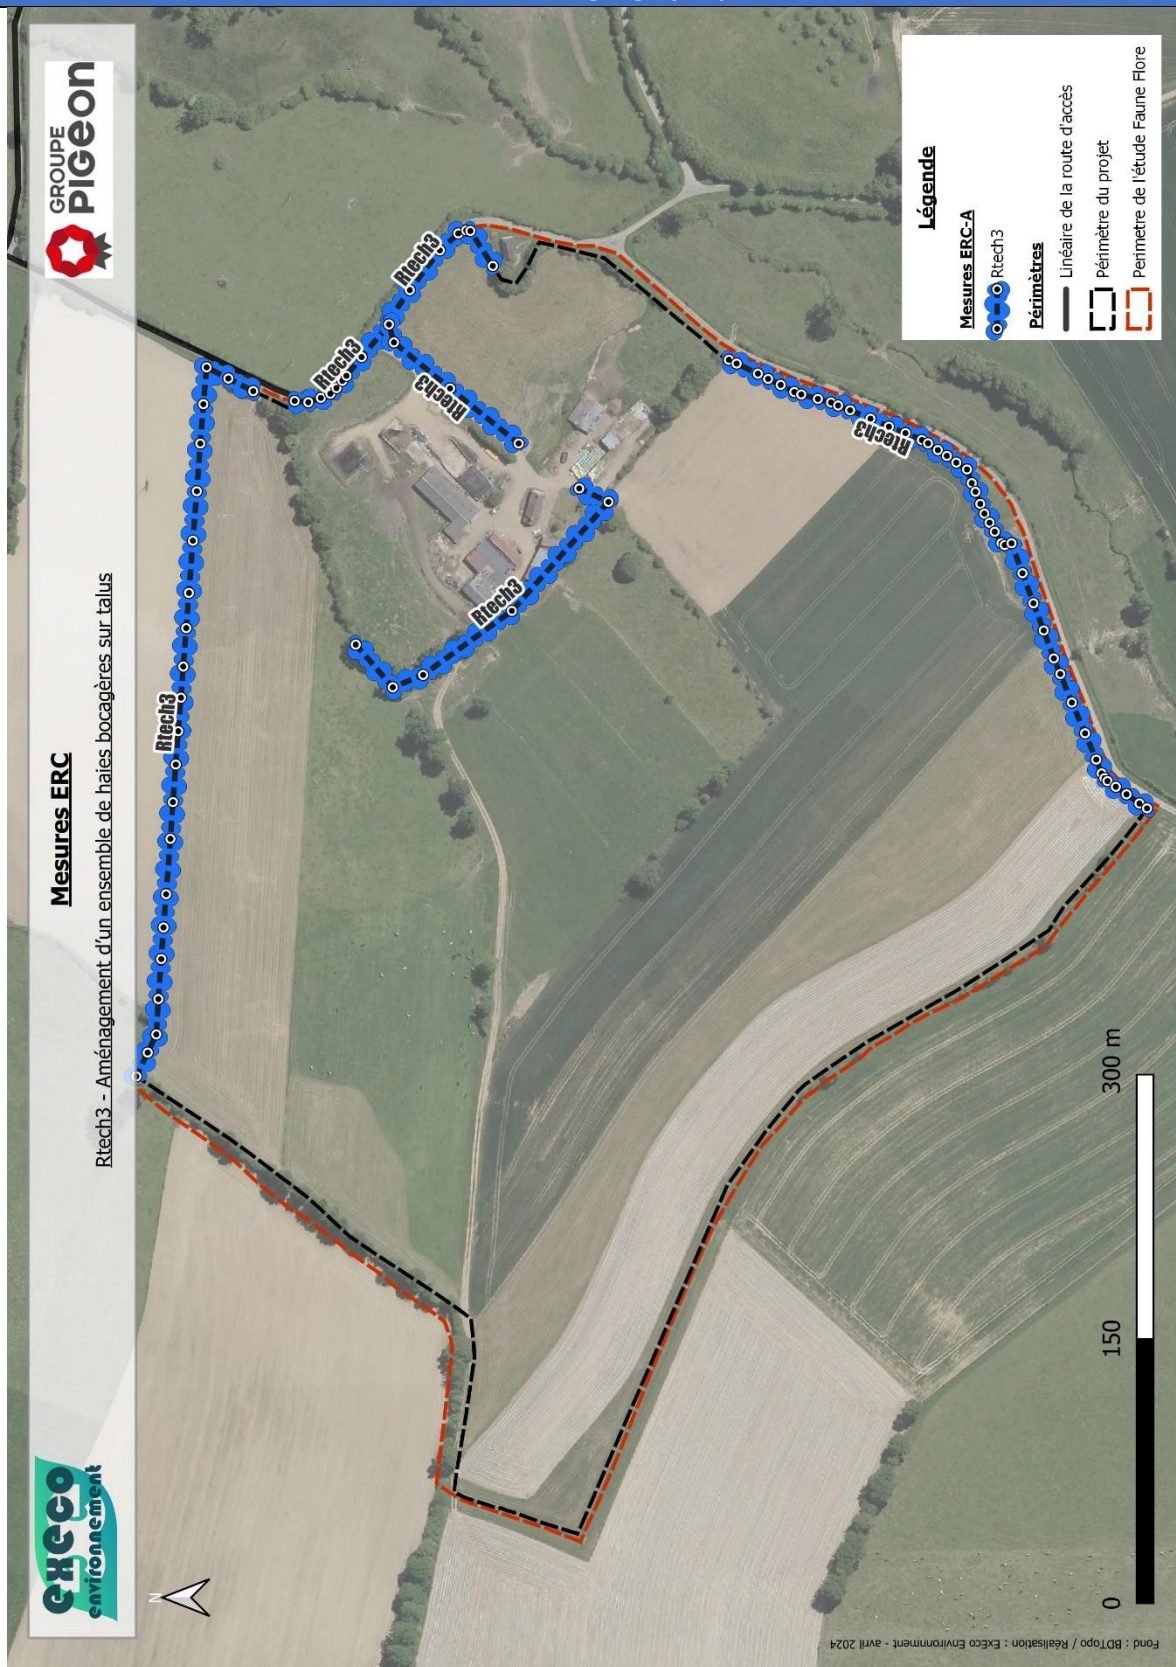 execo
environnement
Mesures ERC
Rtech3 - Aménagement d'un ensemble de haies bocagères sur talus
GROUPE
PIGEON
N
Rtech3
Rtech3
Rtech3
Rtech3
Rtech3
Rtech3
Légende
Mesures ERC-A
Rtech3
Périmètres
Linéaire de la route d'accès
Périmètre du projet
Perimetre de l'étude Faune Flore
0
150
300 m
Fond : BDTopo / Réalisation : ExEco Environnment - avril 2024